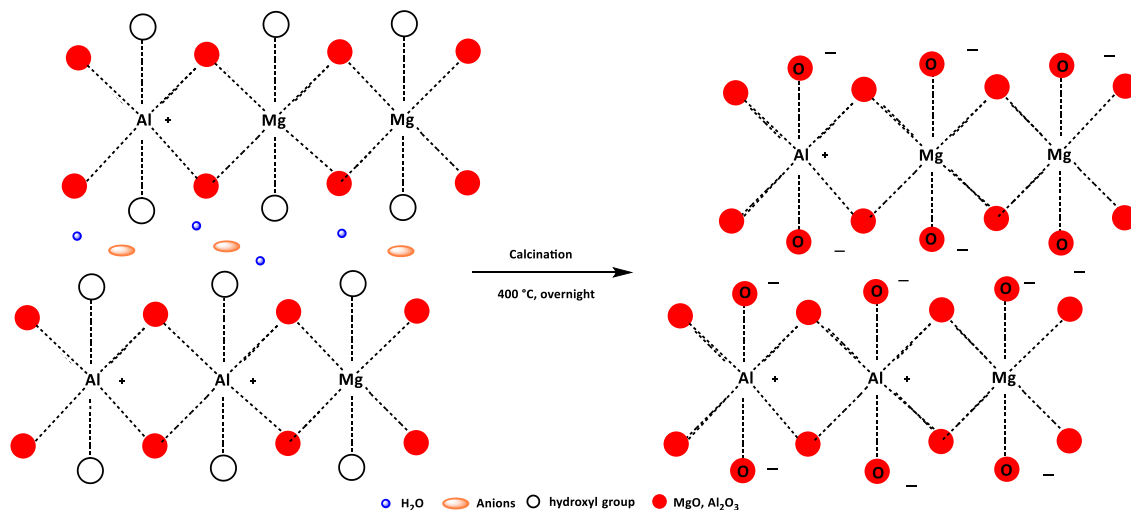 O − O − O −
Al + Mg Mg
Al + Mg Mg
O − O − O −
Calcination
400 °C, overnight
O − O − O −
Al + Al + Mg
Al + Al + Mg
O − O − O −
H₂O Anions hydroxyl group MgO, Al₂O₃